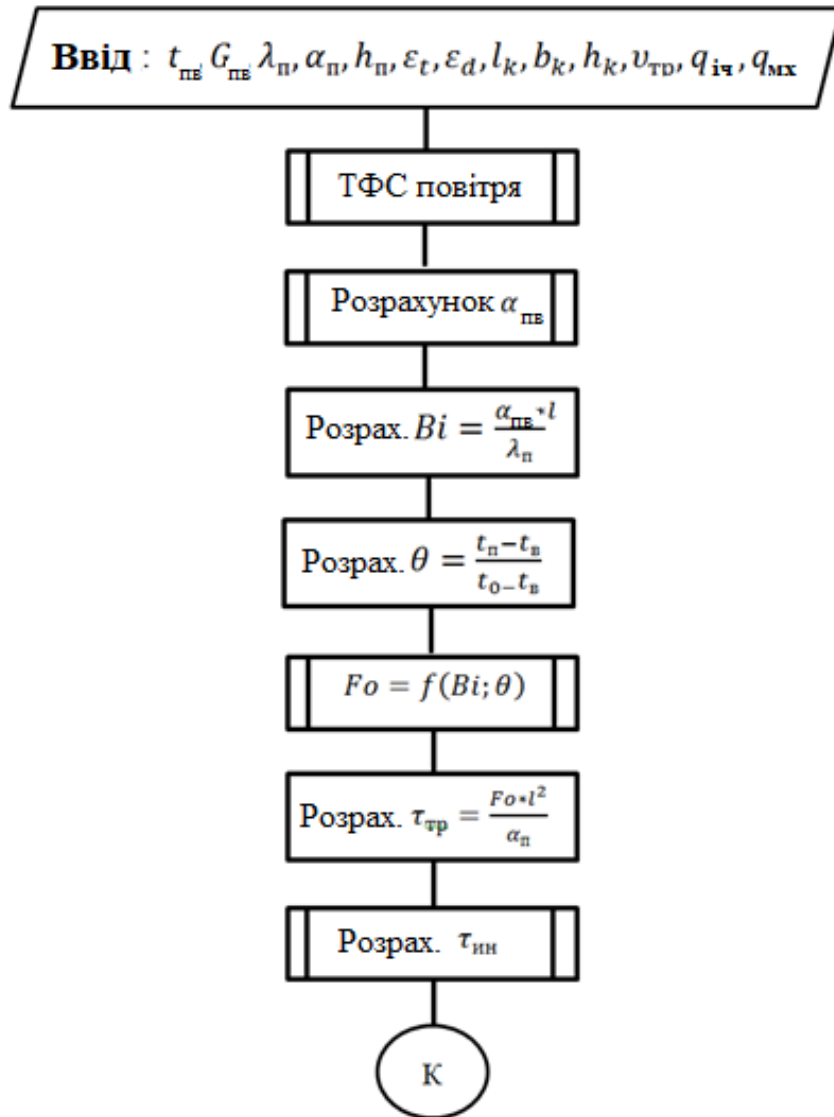 Ввід : t_пв G_пв λ_п, α_п, h_п, ε_t, ε_d, l_k, b_k, h_k, υ_тр, q_іч, q_мх
ТФС повітря
Розрахунок α_пв
Розрах. Bi = α_пв*l / λ_п
Розрах. θ = t_п−t_в / t_о−t_в
Fo = f(Bi; θ)
Розрах. τ_тр = Fo*l² / α_п
Розрах. τ_ин
К